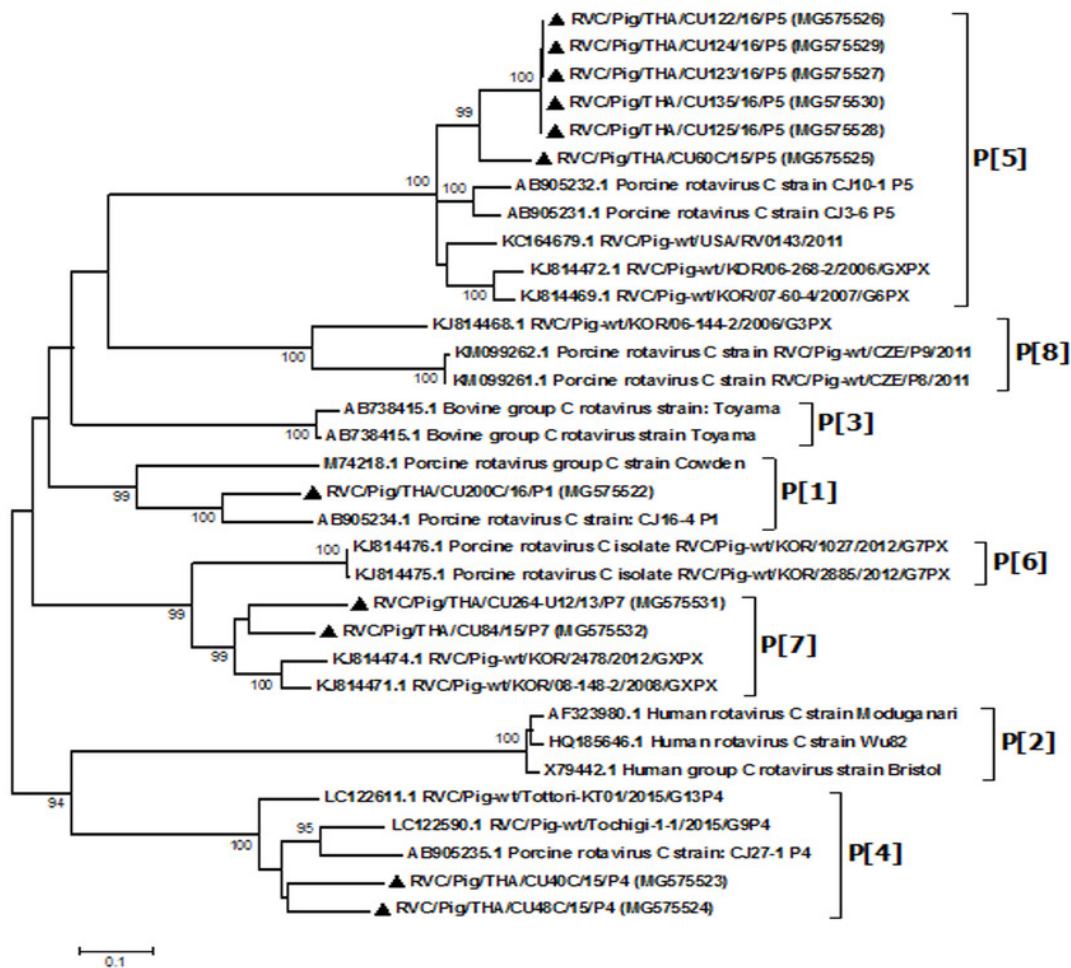 ▲ RVC/Pig/THA/CU122/16/P5 (MG575526)
▲ RVC/Pig/THA/CU124/16/P5 (MG575529)
100 ▲ RVC/Pig/THA/CU123/16/P5 (MG575527)
▲ RVC/Pig/THA/CU135/16/P5 (MG575530)
99
▲ RVC/Pig/THA/CU125/16/P5 (MG575528)
▲ RVC/Pig/THA/CU60C/15/P5 (MG575525)
P[5]
100 100 AB905232.1 Porcine rotavirus C strain CJ10-1 P5
AB905231.1 Porcine rotavirus C strain CJ3-6 P5
KC164679.1 RVC/Pig-wt/USA/RV0143/2011
KJ814472.1 RVC/Pig-wt/KOR/06-268-2/2006/GXPX
100 KJ814469.1 RVC/Pig-wt/KOR/07-60-4/2007/G6PX
KJ814468.1 RVC/Pig-wt/KOR/06-144-2/2006/G3PX
100 KM099262.1 Porcine rotavirus C strain RVC/Pig-wt/CZE/P9/2011
P[8]
100 KM099261.1 Porcine rotavirus C strain RVC/Pig-wt/CZE/P8/2011
AB738415.1 Bovine group C rotavirus strain: Toyama
P[3]
100 AB738415.1 Bovine group C rotavirus strain Toyama
M74218.1 Porcine rotavirus group C strain Cowden
99 ▲ RVC/Pig/THA/CU200C/16/P1 (MG575522)
P[1]
100 AB905234.1 Porcine rotavirus C strain: CJ16-4 P1
100 KJ814476.1 Porcine rotavirus C isolate RVC/Pig-wt/KOR/1027/2012/G7PX
P[6]
KJ814475.1 Porcine rotavirus C isolate RVC/Pig-wt/KOR/2885/2012/G7PX
99 ▲ RVC/Pig/THA/CU264-U12/13/P7 (MG575531)
▲ RVC/Pig/THA/CU84/15/P7 (MG575532)
P[7]
99 KJ814474.1 RVC/Pig-wt/KOR/2478/2012/GXPX
100 KJ814471.1 RVC/Pig-wt/KOR/08-148-2/2008/GXPX
AF323980.1 Human rotavirus C strain Moduganari
100 HQ185646.1 Human rotavirus C strain Wu82
P[2]
X79442.1 Human group C rotavirus strain Bristol
94 LC122611.1 RVC/Pig-wt/Tottori-KT01/2015/G13P4
95 LC122590.1 RVC/Pig-wt/Tochigi-1-1/2015/G9P4
100 AB905235.1 Porcine rotavirus C strain: CJ27-1 P4
P[4]
▲ RVC/Pig/THA/CU40C/15/P4 (MG575523)
▲ RVC/Pig/THA/CU48C/15/P4 (MG575524)
0.1